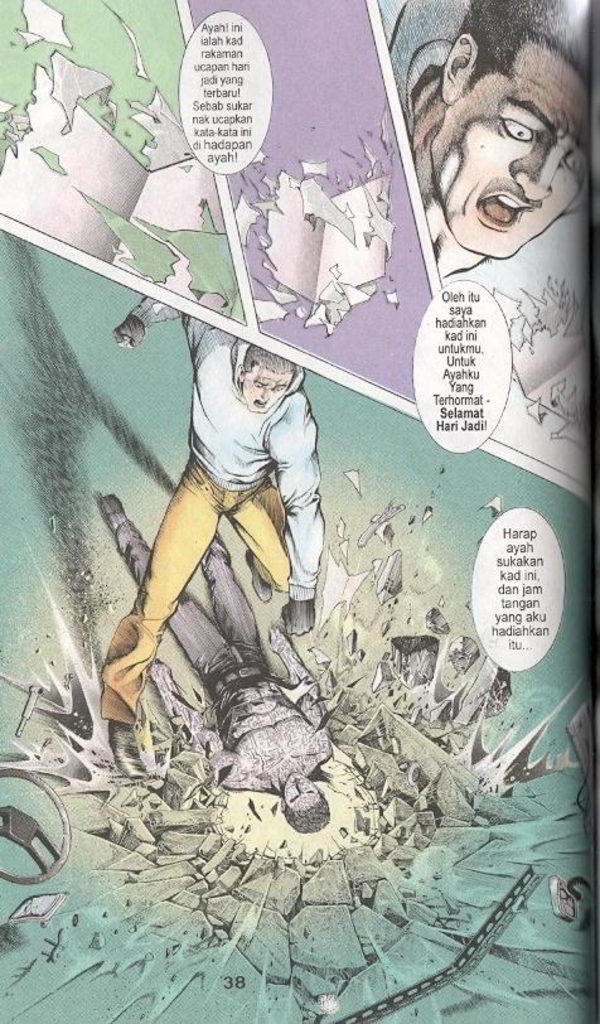 Ayah! ini
ialah kad
rakaman
ucapan hari
jadi yang
terbaru!
Sebab sukar
nak ucapkan
kata-kata ini
di hadapan
ayah!
Oleh itu
saya
hadiahkan
kad ini
untukmu,
Untuk
Ayahku
Yang
Terhormat -
Selamat
Hari Jadi!
Harap
ayah
sukakan
kad ini,
dan jam
tangan
yang aku
hadiahkan
itu...
38